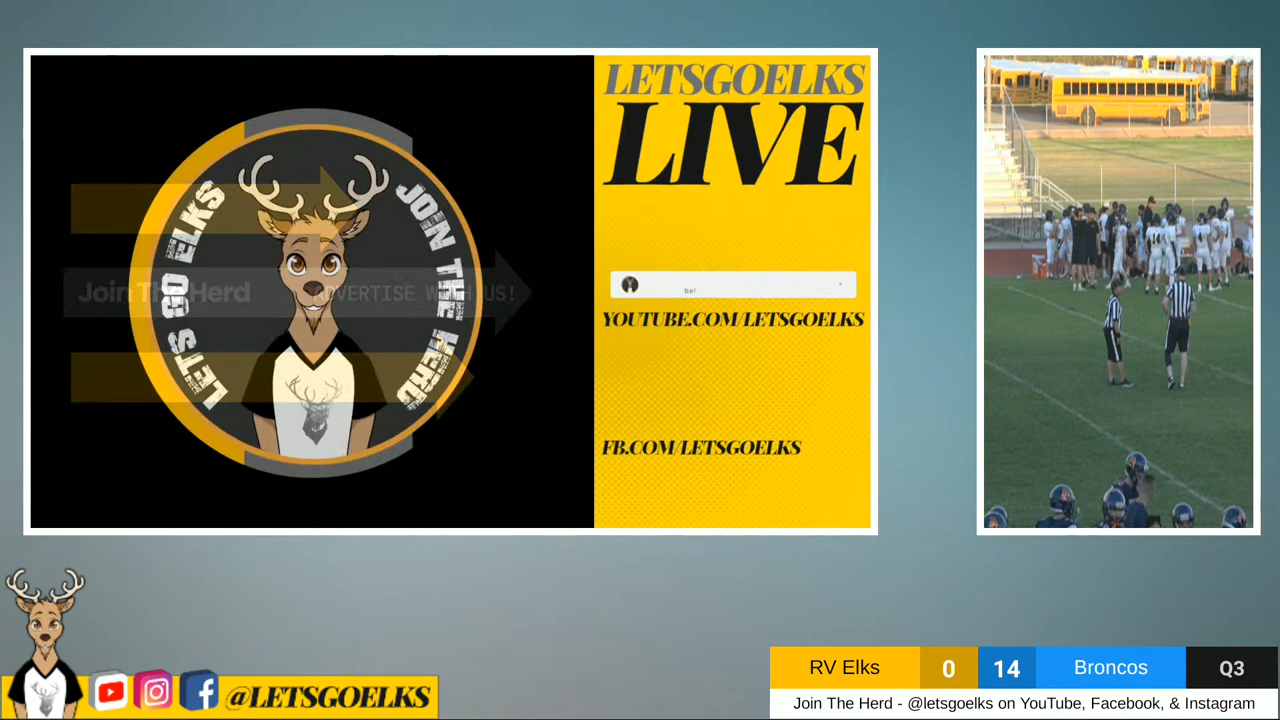 LETSGOELKS
LIVE
LETS GO ELKS
JOIN THE HERD
Join The Herd
ADVERTISE WITH US!
be!
YOUTUBE.COM/LETSGOELKS
FB.COM/LETSGOELKS
@LETSGOELKS
RV Elks 0 14 Broncos Q3
Join The Herd - @letsgoelks on YouTube, Facebook, & Instagram